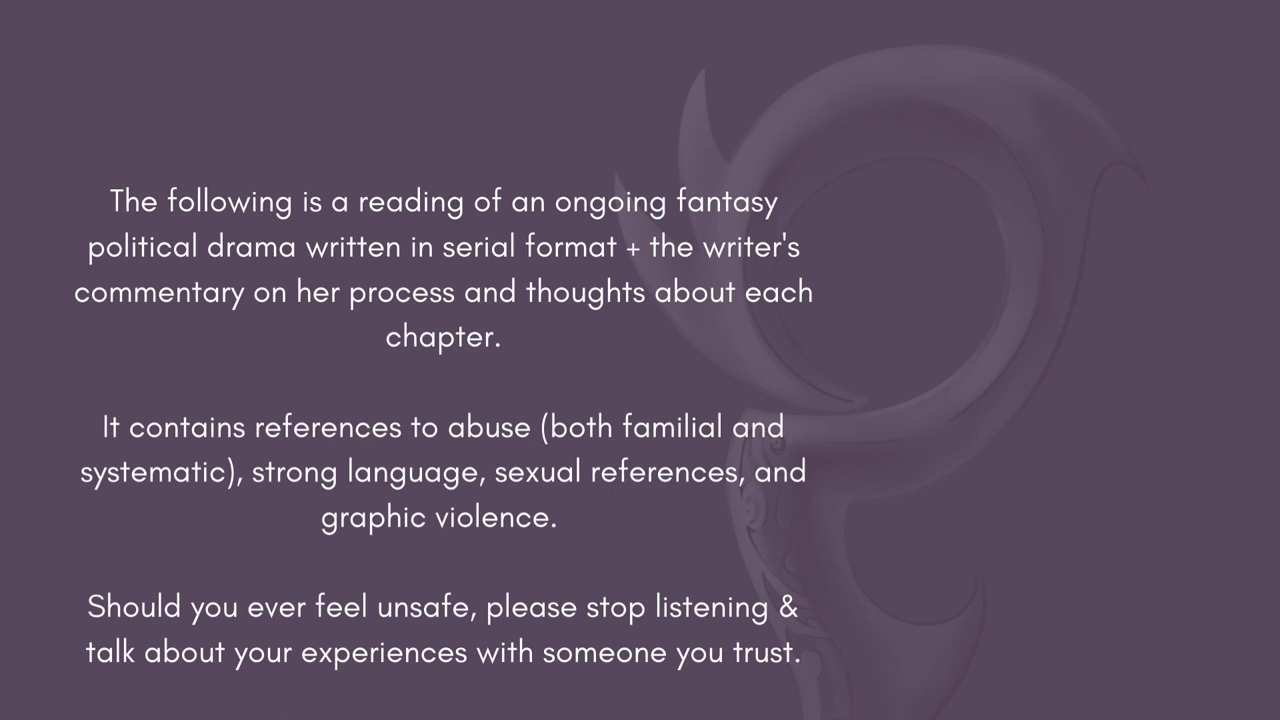 The following is a reading of an ongoing fantasy
political drama written in serial format + the writer's
commentary on her process and thoughts about each
chapter.
It contains references to abuse (both familial and
systematic), strong language, sexual references, and
graphic violence.
Should you ever feel unsafe, please stop listening &
talk about your experiences with someone you trust.